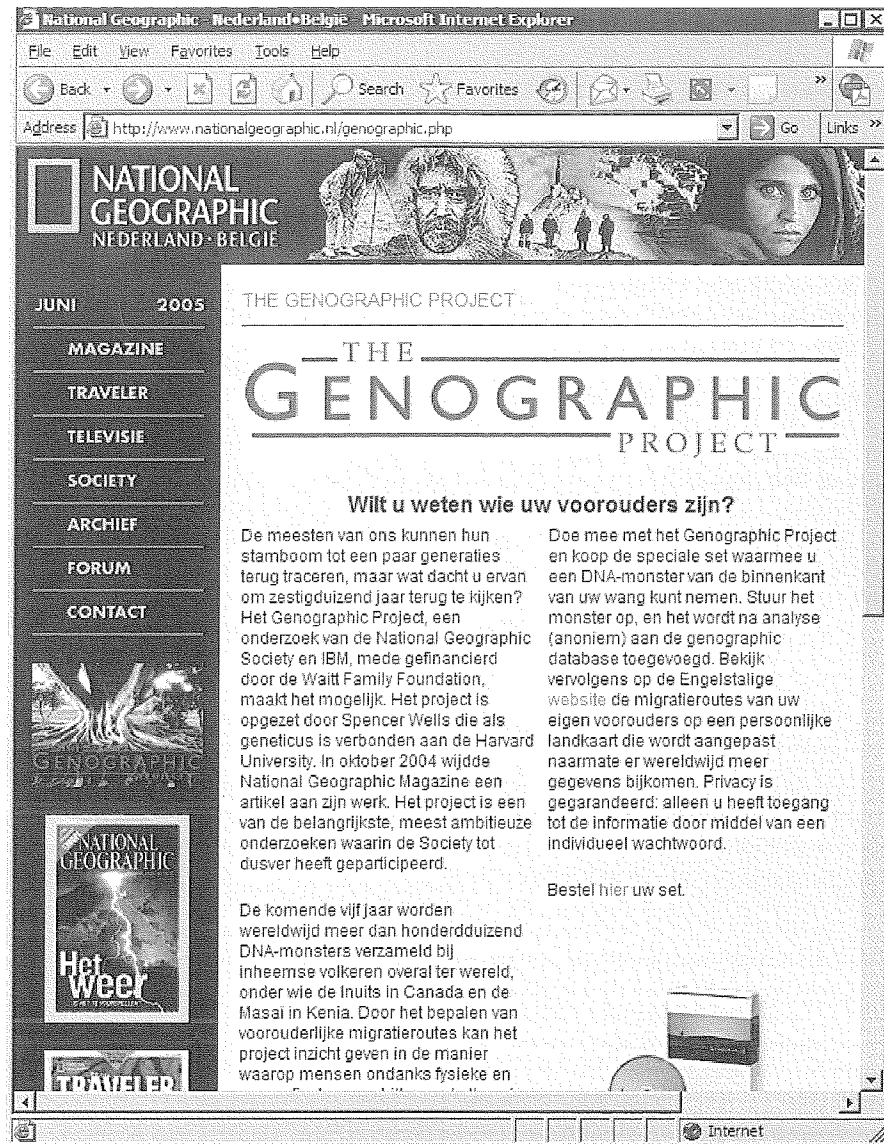 National Geographic - Nederland•België - Microsoft Internet Explorer
File Edit View Favorites Tools Help
Back Search Favorites »
Address http://www.nationalgeographic.nl/genographic.php Go Links »
NATIONAL
GEOGRAPHIC
NEDERLAND•BELGIË
JUNI 2005
MAGAZINE
TRAVELER
TELEVISIE
SOCIETY
ARCHIEF
FORUM
CONTACT
GENOGRAPHIC
NATIONAL
GEOGRAPHIC
Het
weer
TRAVELER
THE GENOGRAPHIC PROJECT
THE
GENOGRAPHIC
PROJECT
Wilt u weten wie uw voorouders zijn?
De meesten van ons kunnen hun
stamboom tot een paar generaties
terug traceren, maar wat dacht u ervan
om zestigduizend jaar terug te kijken?
Het Genographic Project, een
onderzoek van de National Geographic
Society en IBM, mede gefinancierd
door de Waitt Family Foundation,
maakt het mogelijk. Het project is
opgezet door Spencer Wells die als
geneticus is verbonden aan de Harvard
University. In oktober 2004 wijdde
National Geographic Magazine een
artikel aan zijn werk. Het project is een
van de belangrijkste, meest ambitieuze
onderzoeken waarin de Society tot
dusver heeft geparticipeerd.
De komende vijf jaar worden
wereldwijd meer dan honderdduizend
DNA-monsters verzameld bij
inheemse volkeren overal ter wereld,
onder wie de Inuits in Canada en de
Masaï in Kenia. Door het bepalen van
voorouderlijke migratieroutes kan het
project inzicht geven in de manier
waarop mensen ondanks fysieke en
Doe mee met het Genographic Project
en koop de speciale set waarmee u
een DNA-monster van de binnenkant
van uw wang kunt nemen. Stuur het
monster op, en het wordt na analyse
(anoniem) aan de genographic
database toegevoegd. Bekijk
vervolgens op de Engelstalige
website de migratieroutes van uw
eigen voorouders op een persoonlijke
landkaart die wordt aangepast
naarmate er wereldwijd meer
gegevens bijkomen. Privacy is
gegarandeerd: alleen u heeft toegang
tot de informatie door middel van een
individueel wachtwoord.
Bestel hier uw set.
Internet